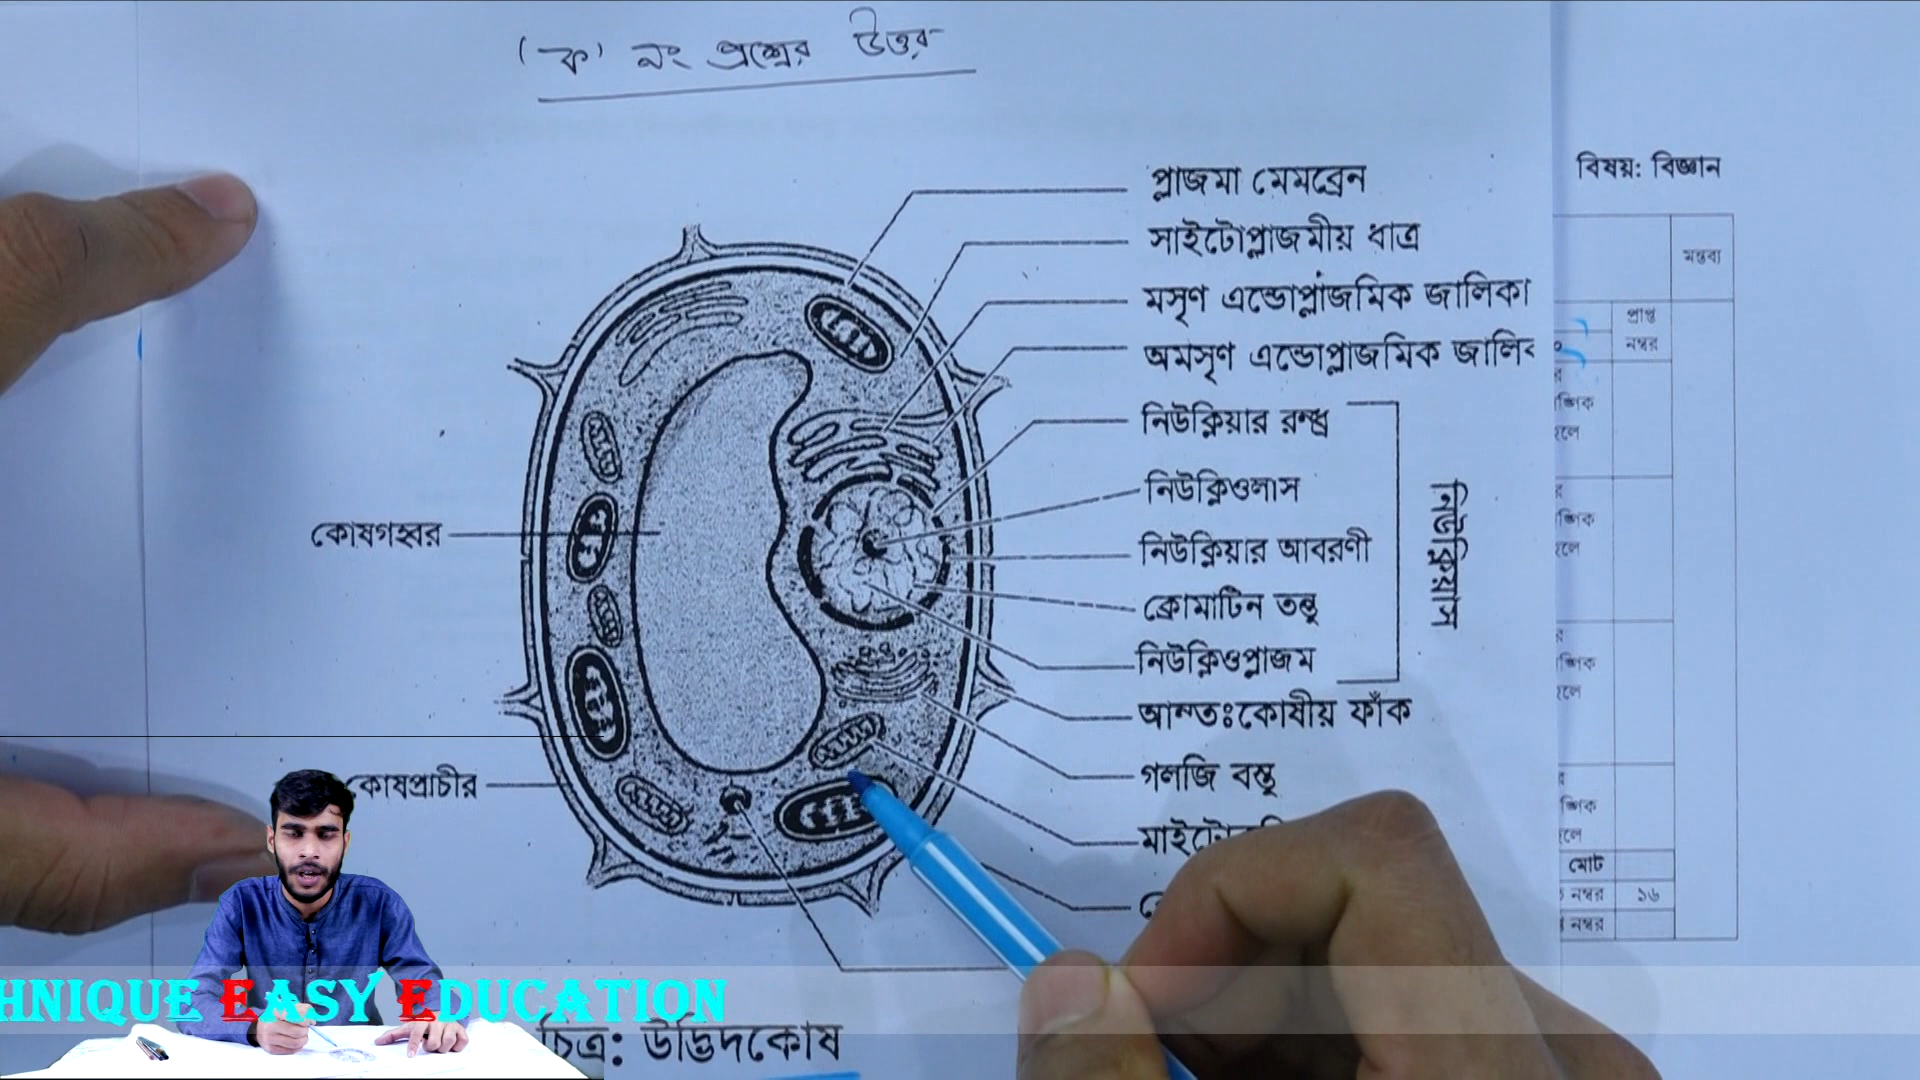 (ক) নং প্রশ্নের উত্তর
বিষয়: বিজ্ঞান
প্লাজমা মেমব্রেন
সাইটোপ্লাজমীয় ধাত্র
মসৃণ এন্ডোপ্লাজমিক জালিকা
অমসৃণ এন্ডোপ্লাজমিক
নিউক্লিয়ার রন্ধ্র
নিউক্লিওলাস
নিউক্লিয়ার আবরণী
ক্রোমাটিন তন্তু
নিউক্লিওপ্লাজম
নিউক্লিয়াস
আন্তঃকোষীয় ফাঁক
গলজি বস্তু
কোষগহ্বর
কোষপ্রাচীর
মন্তব্য
প্রাপ্ত
নম্বর
মোট
নম্বর ১৬
নম্বর
HNIQUE EASY EDUCATION
চিত্র: উদ্ভিদকোষ